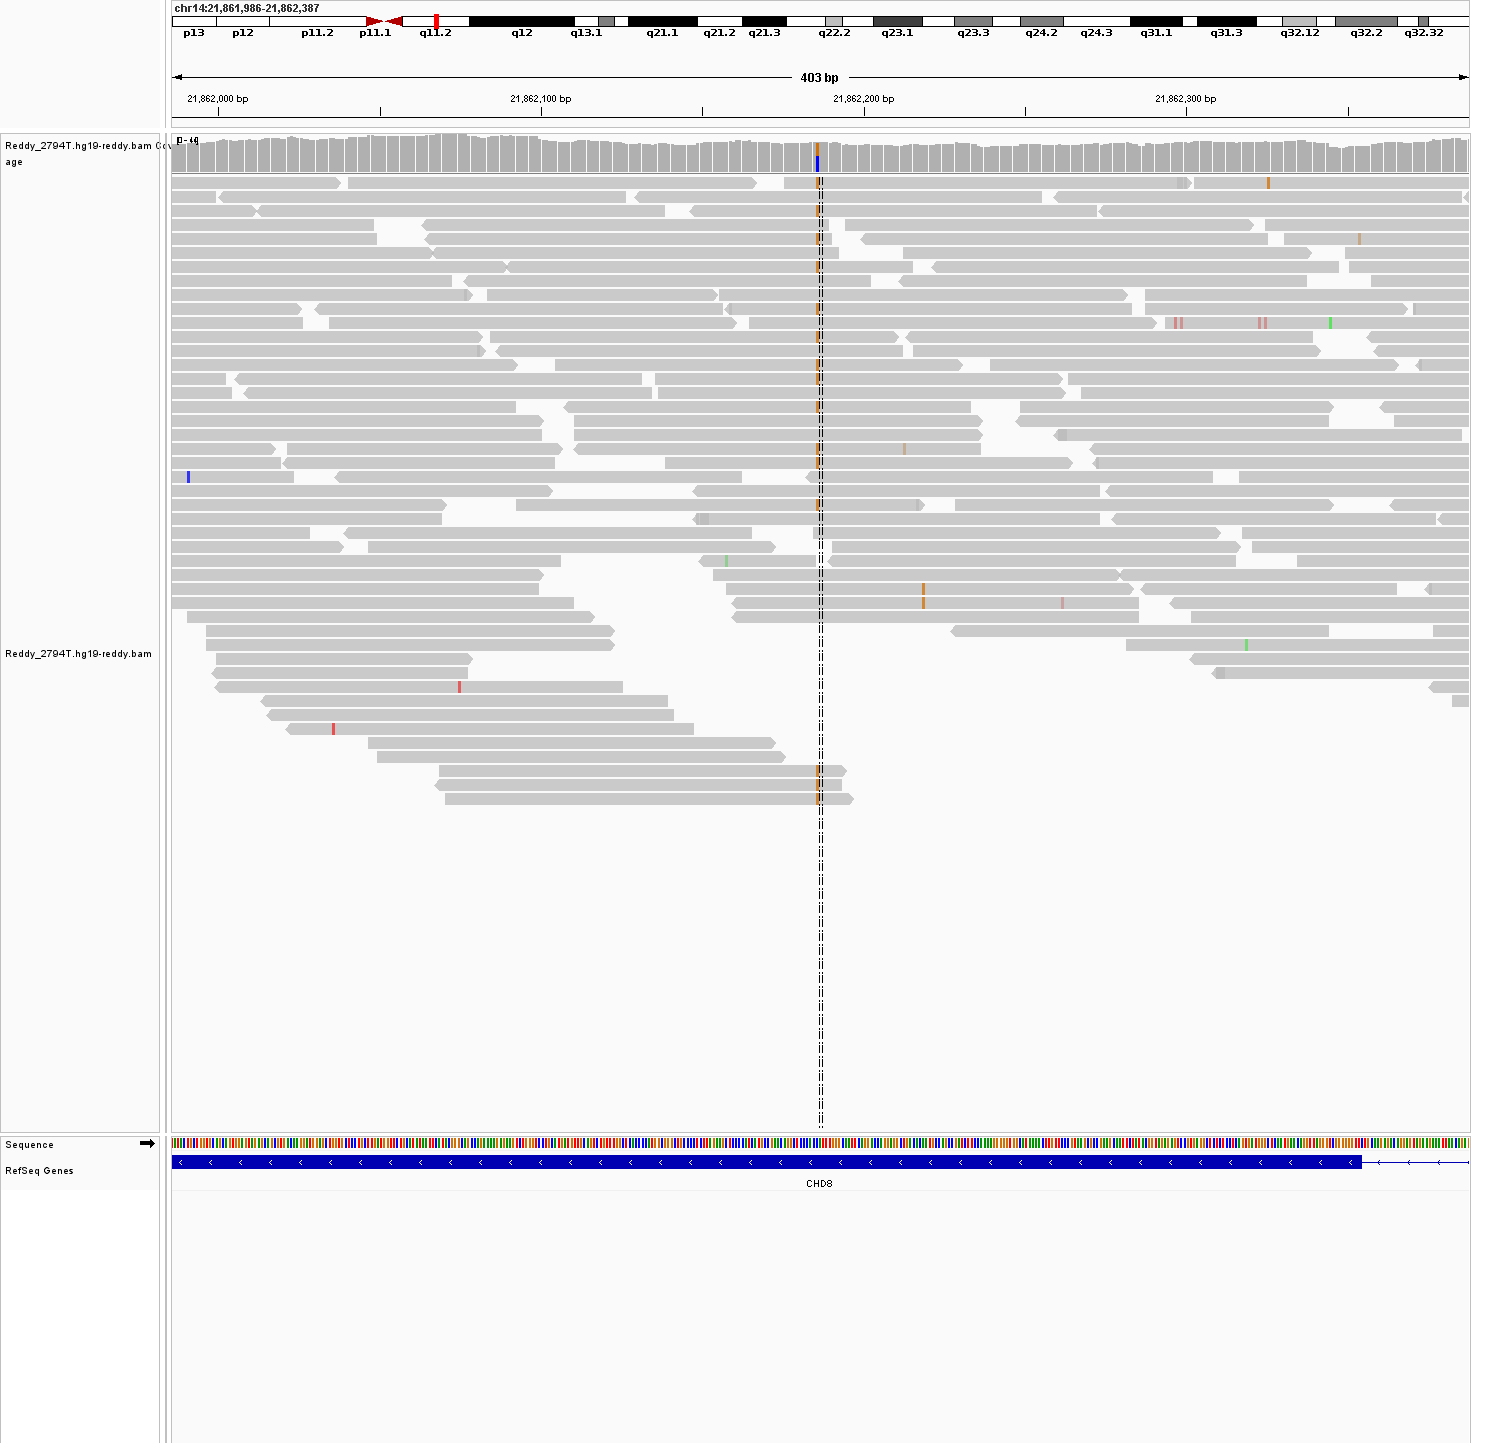 chr14:21,861,986-21,862,387
p13 p12 p11.2 p11.1 q11.2 q12 q13.1 q21.1 q21.2 q21.3 q22.2 q23.1 q23.3 q24.2 q24.3 q31.1 q31.3 q32.12 q32.2 q32.32
403 bp
21,862,000 bp 21,862,100 bp 21,862,200 bp 21,862,300 bp
Reddy_2794T.hg19-reddy.bam Cov
age
Reddy_2794T.hg19-reddy.bam
Sequence
RefSeq Genes
CHD8